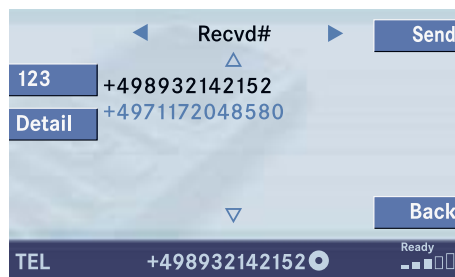 Recvd#
Send
123
+498932142152
Detail
+4971172048580
Back
TEL
+498932142152
Ready